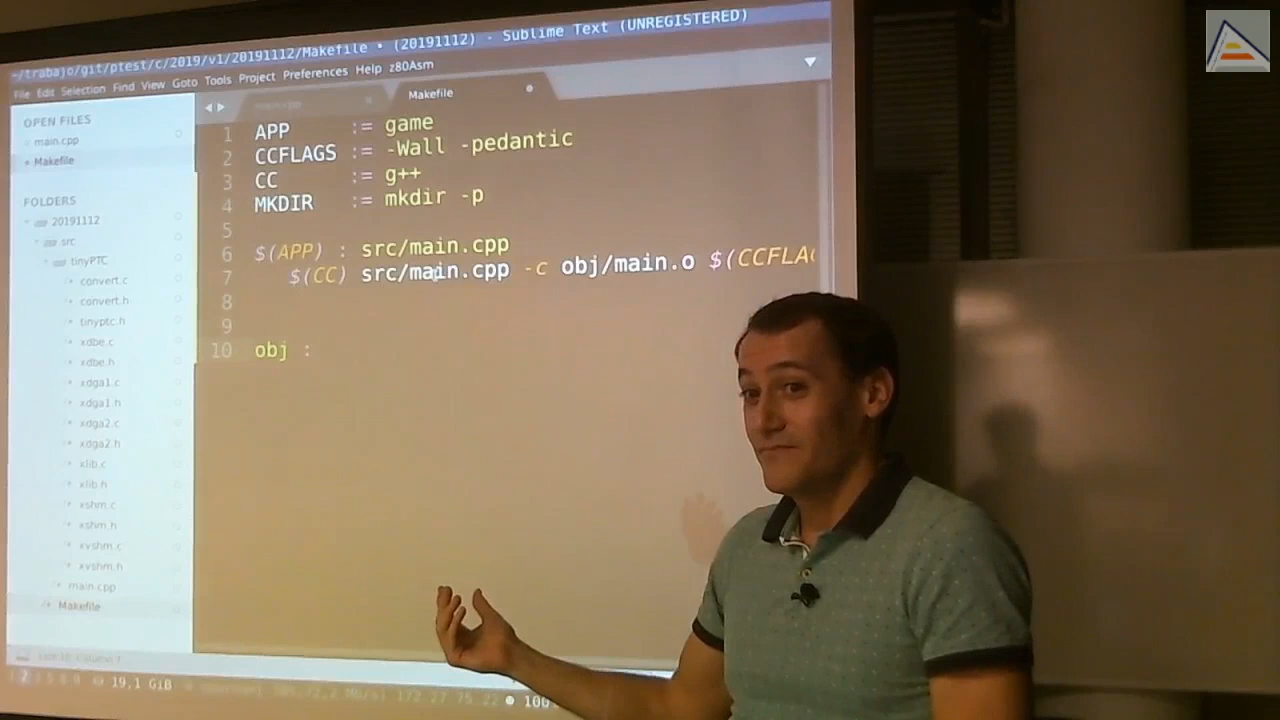 ~/trabajo/git/ptest/c/2019/v1/20191112/Makefile • (20191112) - Sublime Text (UNREGISTERED)
File Edit Selection Find View Goto Tools Project Preferences Help z80Asm
main.cpp Makefile
OPEN FILES
main.cpp
Makefile
FOLDERS
20191112
src
tinyPTC
convert.c
convert.h
tinyptc.h
xdbe.c
xdbe.h
xdga1.c
xdga1.h
xdga2.c
xdga2.h
xlib.c
xlib.h
xshm.c
xshm.h
xvshm.c
xvshm.h
main.cpp
Makefile
1 APP := game
2 CCFLAGS := -Wall -pedantic
3 CC := g++
4 MKDIR := mkdir -p
5
6 $(APP) : src/main.cpp
7 $(CC) src/main.cpp -c obj/main.o $(CCFLAG
8
9
10 obj :
19,1 GiB
100